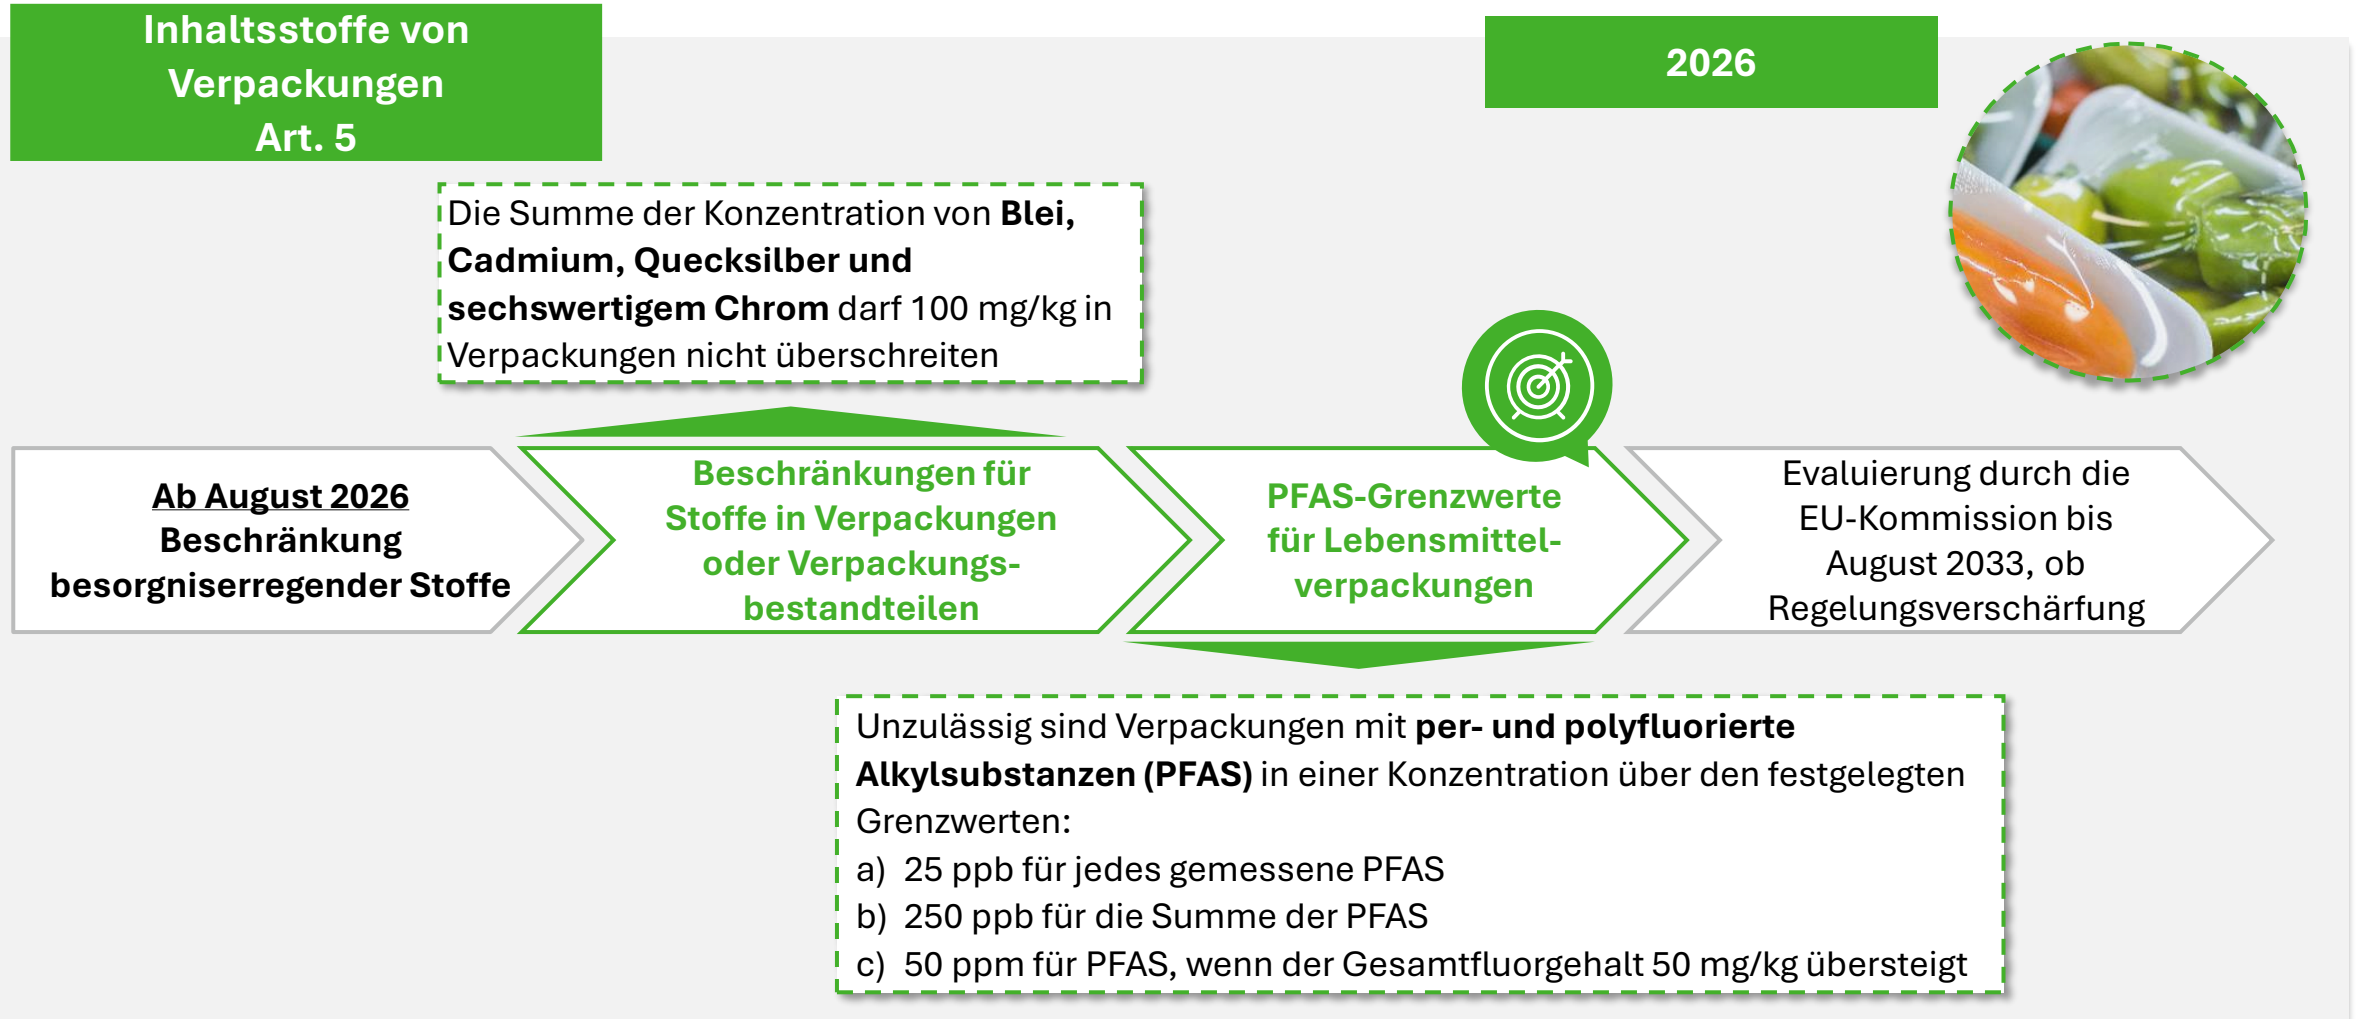 Inhaltsstoffe von
Verpackungen
Art. 5
2026
Die Summe der Konzentration von Blei,
Cadmium, Quecksilber und
sechswertigem Chrom darf 100 mg/kg in
Verpackungen nicht überschreiten
Ab August 2026
Beschränkung
besorgniserregender Stoffe
Beschränkungen für
Stoffe in Verpackungen
oder Verpackungs-
bestandteilen
PFAS-Grenzwerte
für Lebensmittel-
verpackungen
Evaluierung durch die
EU-Kommission bis
August 2033, ob
Regelungsverschärfung
Unzulässig sind Verpackungen mit per- und polyfluorierte
Alkylsubstanzen (PFAS) in einer Konzentration über den festgelegten
Grenzwerten:
a) 25 ppb für jedes gemessene PFAS
b) 250 ppb für die Summe der PFAS
c) 50 ppm für PFAS, wenn der Gesamtfluorgehalt 50 mg/kg übersteigt